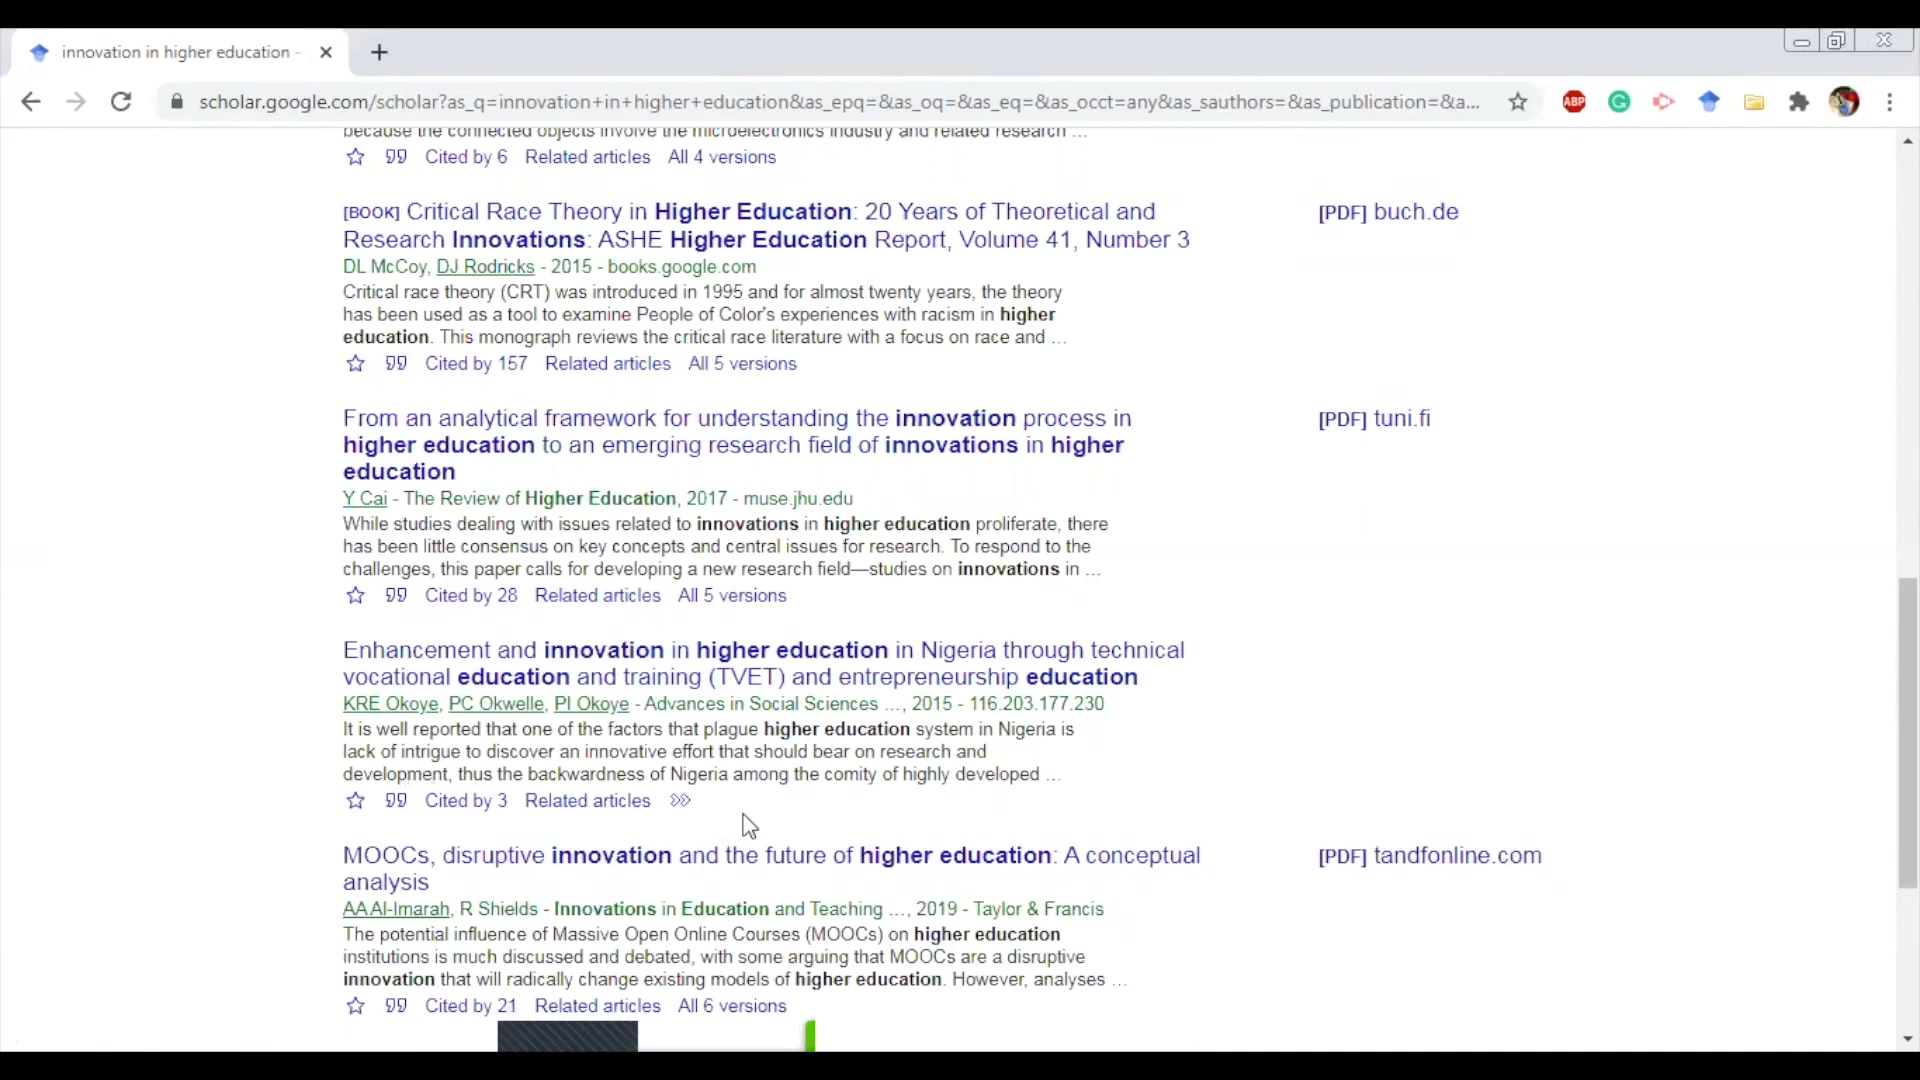 innovation in higher education -
scholar.google.com/scholar?as_q=innovation+in+higher+education&as_epq=&as_oq=&as_eq=&as_occt=any&as_sauthors=&as_publication=&a...
ABP
because the connected objects involve the microelectronics industry and related research ...
Cited by 6 Related articles All 4 versions
[BOOK] Critical Race Theory in Higher Education: 20 Years of Theoretical and
Research Innovations: ASHE Higher Education Report, Volume 41, Number 3
[PDF] buch.de
DL McCoy, DJ Rodricks - 2015 - books.google.com
Critical race theory (CRT) was introduced in 1995 and for almost twenty years, the theory
has been used as a tool to examine People of Color's experiences with racism in higher
education. This monograph reviews the critical race literature with a focus on race and ...
Cited by 157 Related articles All 5 versions
From an analytical framework for understanding the innovation process in
higher education to an emerging research field of innovations in higher
education
[PDF] tuni.fi
Y Cai - The Review of Higher Education, 2017 - muse.jhu.edu
While studies dealing with issues related to innovations in higher education proliferate, there
has been little consensus on key concepts and central issues for research. To respond to the
challenges, this paper calls for developing a new research field—studies on innovations in ...
Cited by 28 Related articles All 5 versions
Enhancement and innovation in higher education in Nigeria through technical
vocational education and training (TVET) and entrepreneurship education
KRE Okoye, PC Okwelle, PI Okoye - Advances in Social Sciences ..., 2015 - 116.203.177.230
It is well reported that one of the factors that plague higher education system in Nigeria is
lack of intrigue to discover an innovative effort that should bear on research and
development, thus the backwardness of Nigeria among the comity of highly developed ...
Cited by 3 Related articles
MOOCs, disruptive innovation and the future of higher education: A conceptual
analysis
[PDF] tandfonline.com
AA Al-Imarah, R Shields - Innovations in Education and Teaching ..., 2019 - Taylor & Francis
The potential influence of Massive Open Online Courses (MOOCs) on higher education
institutions is much discussed and debated, with some arguing that MOOCs are a disruptive
innovation that will radically change existing models of higher education. However, analyses ...
Cited by 21 Related articles All 6 versions